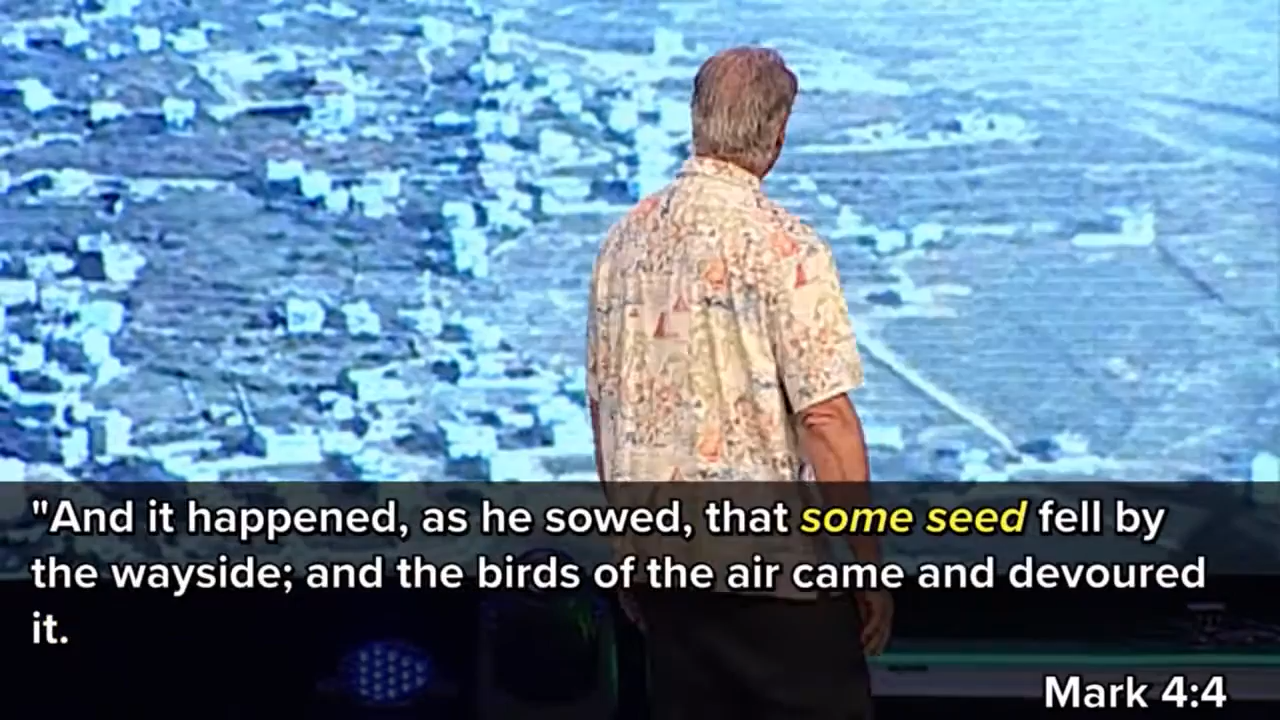 "And it happened, as he sowed, that some seed fell by
the wayside; and the birds of the air came and devoured
it.
Mark 4:4